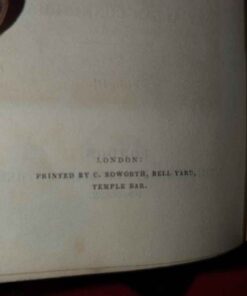 LONDON:
PRINTED BY C. ROWORTH, BELL YARD,
TEMPLE BAR.